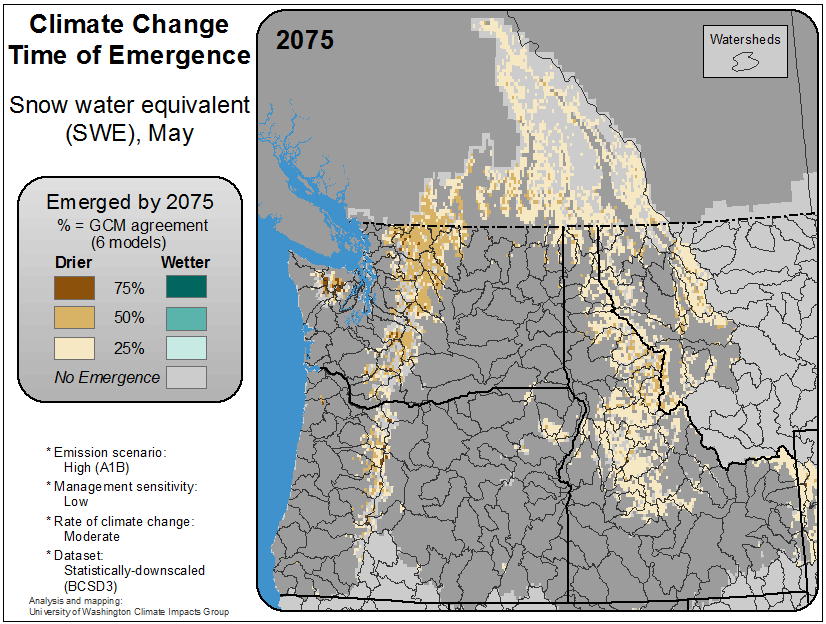 Climate Change
Time of Emergence
Snow water equivalent
(SWE), May
Emerged by 2075
% = GCM agreement
(6 models)
Drier
Wetter
75%
50%
25%
No Emergence
* Emission scenario:
High (A1B)
* Management sensitivity:
Low
* Rate of climate change:
Moderate
* Dataset:
Statistically-downscaled
(BCSD3)
Analysis and mapping:
University of Washington Climate Impacts Group
2075
Watersheds